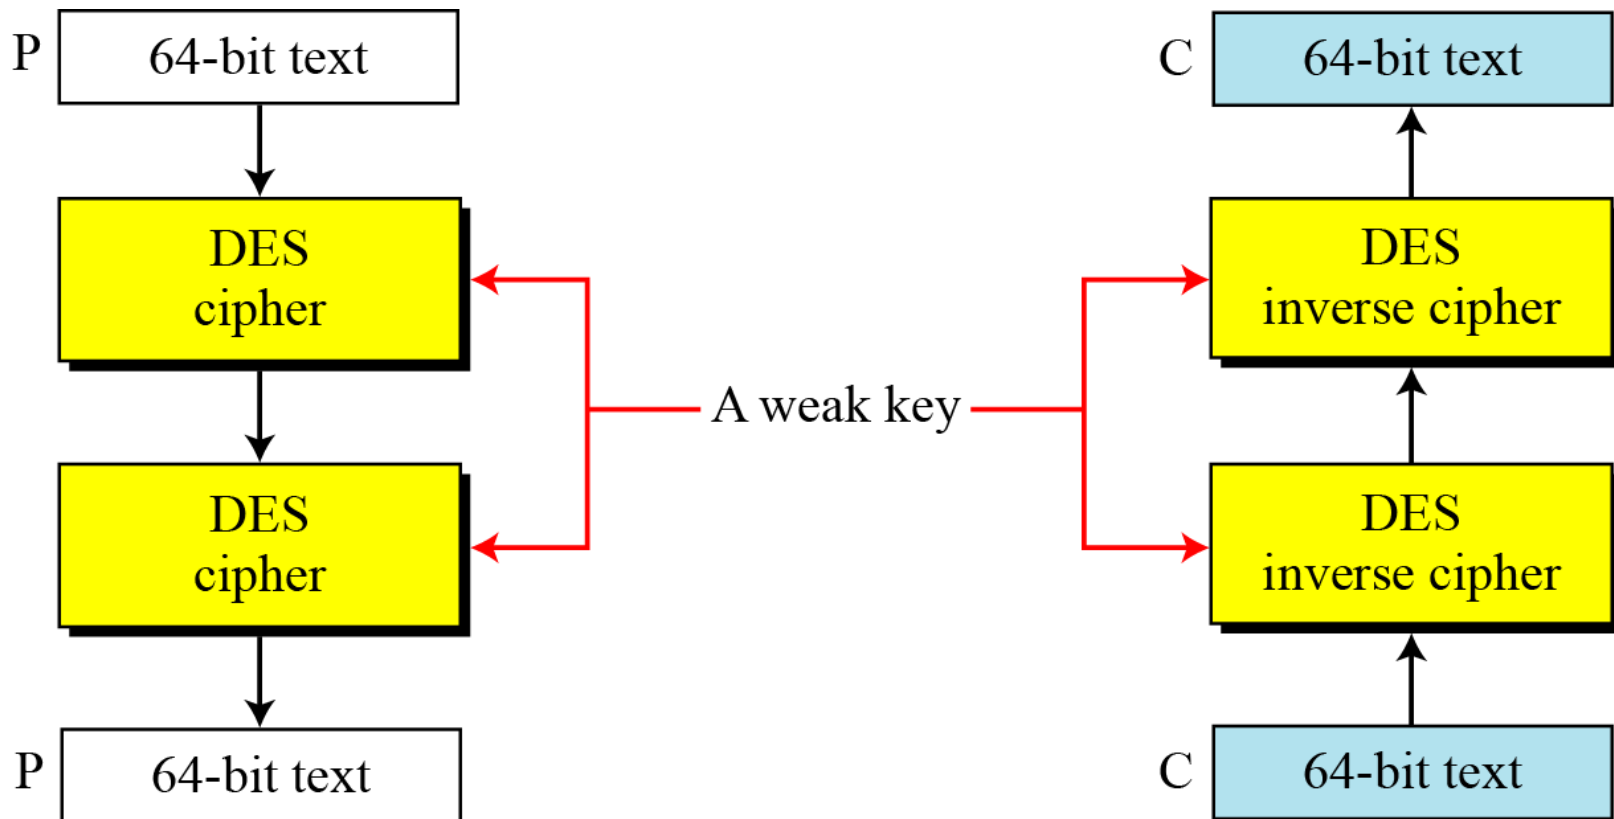 P 64-bit text
C 64-bit text
DES
cipher
DES
inverse cipher
A weak key
DES
cipher
DES
inverse cipher
P 64-bit text
C 64-bit text